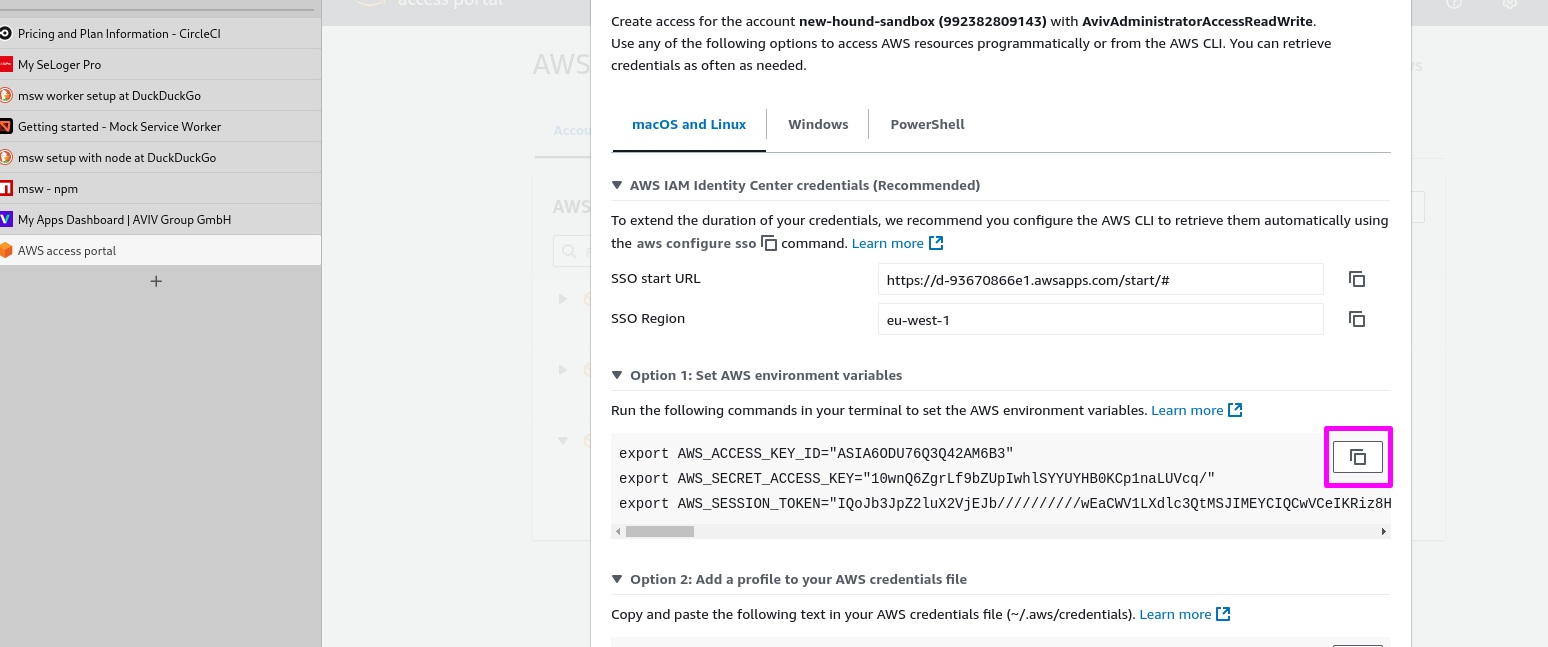 access portal
Pricing and Plan Information - CircleCI
My SeLoger Pro
msw worker setup at DuckDuckGo
Getting started - Mock Service Worker
msw setup with node at DuckDuckGo
msw - npm
My Apps Dashboard | AVIV Group GmbH
AWS access portal
+
AWS
AWS
Create access for the account new-hound-sandbox (992382809143) with AvivAdministratorAccessReadWrite.
Use any of the following options to access AWS resources programmatically or from the AWS CLI. You can retrieve
credentials as often as needed.
macOS and Linux Windows PowerShell
AWS IAM Identity Center credentials (Recommended)
To extend the duration of your credentials, we recommend you configure the AWS CLI to retrieve them automatically using
the aws configure sso command. Learn more
SSO start URL https://d-93670866e1.awsapps.com/start/#
SSO Region eu-west-1
Option 1: Set AWS environment variables
Run the following commands in your terminal to set the AWS environment variables. Learn more
export AWS_ACCESS_KEY_ID="ASIA6ODU76Q3Q42AM6B3"
export AWS_SECRET_ACCESS_KEY="10wnQ6ZgrLf9bZUpIwhlSYYUYHB0KCp1naLUVcq/"
export AWS_SESSION_TOKEN="IQoJb3JpZ2luX2VjEJb//////////wEaCWV1LXdlc3QtMSJIMEYCIQCwVCeIKRiz8H
Option 2: Add a profile to your AWS credentials file
Copy and paste the following text in your AWS credentials file (~/.aws/credentials). Learn more